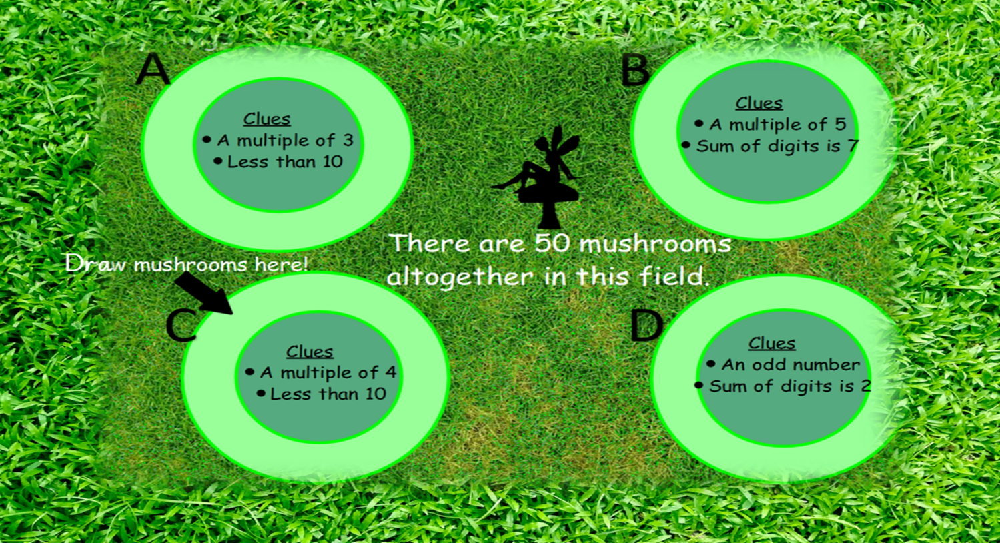 A
Clues
• A multiple of 3
• Less than 10
B
Clues
• A multiple of 5
• Sum of digits is 7
There are 50 mushrooms
altogether in this field.
Draw mushrooms here!
C
Clues
• A multiple of 4
• Less than 10
D
Clues
• An odd number
• Sum of digits is 2